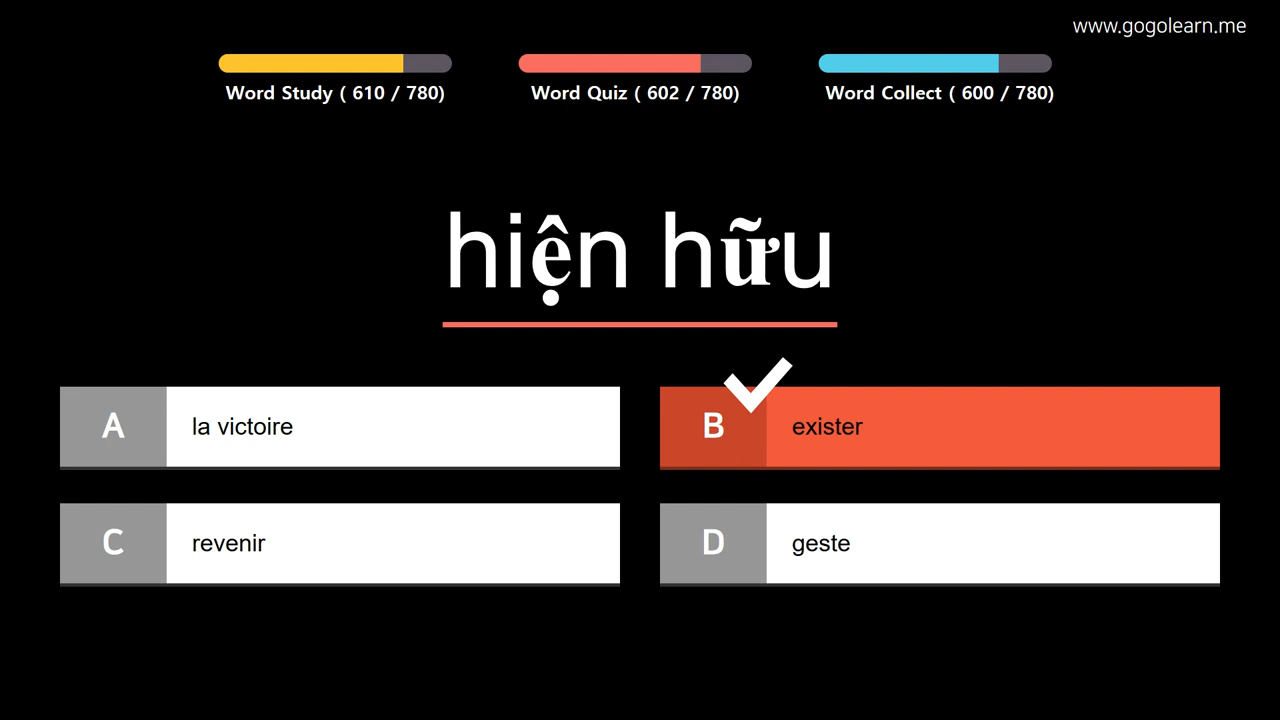 www.gogolearn.me
Word Study ( 610 / 780)
Word Quiz ( 602 / 780)
Word Collect ( 600 / 780)
hiện hữu
A
la victoire
B
exister
C
revenir
D
geste